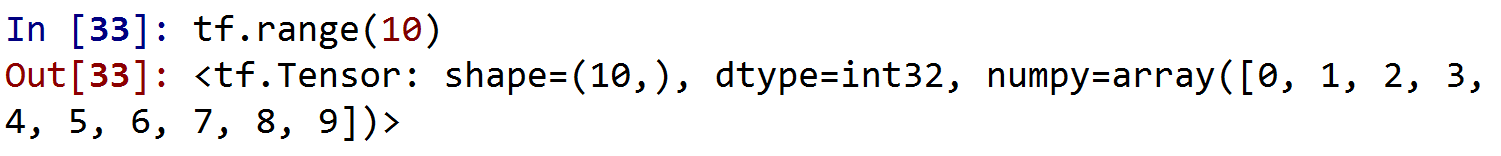 In [33]: tf.range(10)
Out[33]: <tf.Tensor: shape=(10,), dtype=int32, numpy=array([0, 1, 2, 3,
4, 5, 6, 7, 8, 9])>